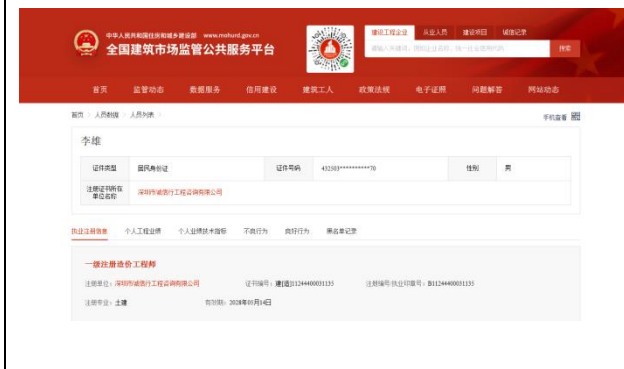 中华人民共和国住房和城乡建设部 www.mohurd.gov.cn
全国建筑市场监管公共服务平台
建设工程企业 从业人员 建设项目 诚信记录
搜索
首页 监管动态 数据服务 信用建设 建筑工人 政策法规 电子证照 问题解答 网站动态
首页 > 人员数据 > 人员列表 >
手机查看
李雄
证件类型 居民身份证 证件号码 432503**********70 性别 男
注册证书所在单位名称 深圳市诚信行工程咨询有限公司
执业注册信息 个人工程业绩 个人业绩技术指标 不良行为 良好行为 黑名单记录
一级注册造价工程师
注册单位：深圳市诚信行工程咨询有限公司 证书编号：建[造]11244400031135 注册编号/执业印章号：B11244400031135
注册专业：土建 有效期：2028年03月14日